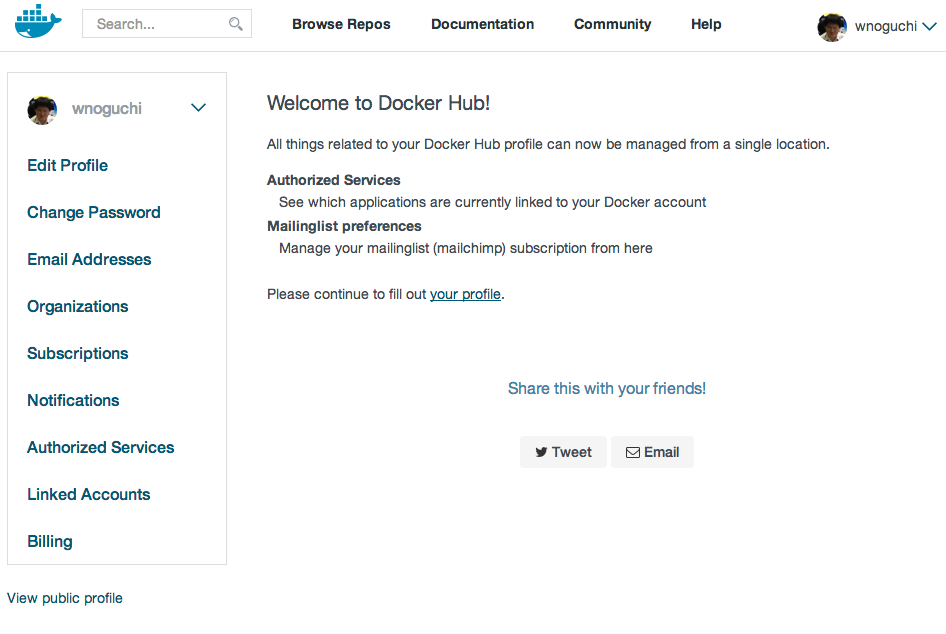 Search...
Browse Repos
Documentation
Community
Help
wnoguchi
wnoguchi
Edit Profile
Change Password
Email Addresses
Organizations
Subscriptions
Notifications
Authorized Services
Linked Accounts
Billing
View public profile
Welcome to Docker Hub!
All things related to your Docker Hub profile can now be managed from a single location.
Authorized Services
See which applications are currently linked to your Docker account
Mailinglist preferences
Manage your mailinglist (mailchimp) subscription from here
Please continue to fill out your profile.
Share this with your friends!
Tweet
Email